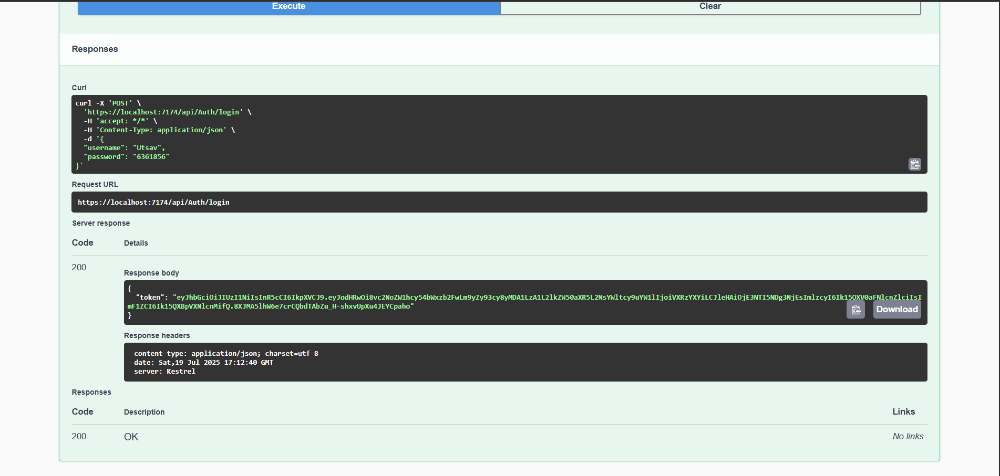 Execute
Clear
Responses
Curl
curl -X 'POST' \
'https://localhost:7174/api/Auth/login' \
-H 'accept: */*' \
-H 'Content-Type: application/json' \
-d '{
"username": "Utsav",
"password": "6361856"
}'
Request URL
https://localhost:7174/api/Auth/login
Server response
Code Details
200
Response body
{
"token": "eyJhbGciOiJIUzI1NiIsInR5cCI6IkpXVCJ9.eyJodHRwOi8vc2NoZW1hcy54bWxzb2FwLm9yZy93cy8yMDA1LzA1L2lkZW50aXR5L2NsYWltcy9uYW1lIjoiVXRzYXYiLCJleHAiOjE3NTI5NDg3NjEsImlzcyI6Ik15QXV0aFNlcnZlciIsI
mF1ZCI6Ik15QXBpVXNlcnMifQ.8XJMA5lhW6e7crCQbdTAbZu_H-shxvUpXu4JEYCpaho"
}
Download
Response headers
content-type: application/json; charset=utf-8
date: Sat,19 Jul 2025 17:12:40 GMT
server: Kestrel
Responses
Code Description Links
200 OK No links